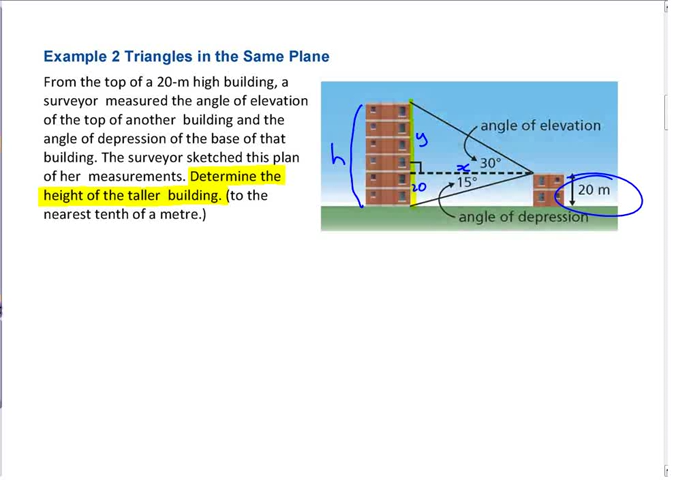 Example 2 Triangles in the Same Plane
From the top of a 20-m high building, a
surveyor measured the angle of elevation
of the top of another building and the
angle of depression of the base of that
building. The surveyor sketched this plan
of her measurements. Determine the
height of the taller building. (to the
nearest tenth of a metre.)
h
y
x
20
angle of elevation
30°
15°
20 m
angle of depression